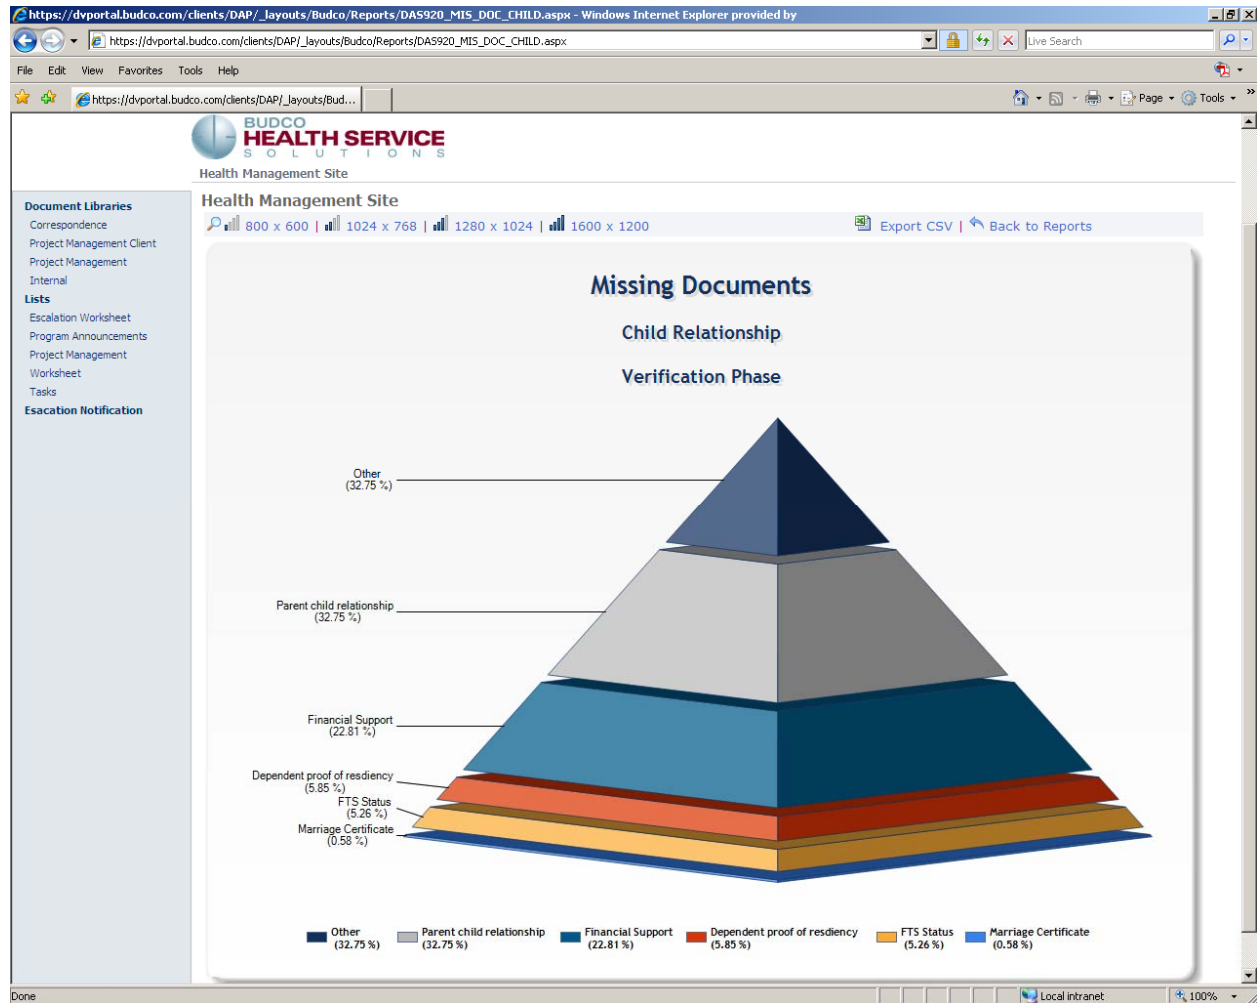 https://dvportal.budco.com/clients/DAP/_layouts/Budco/Reports/DAS920_MIS_DOC_CHILD.aspx - Windows Internet Explorer provided by
https://dvportal.budco.com/clients/DAP/_layouts/Budco/Reports/DAS920_MIS_DOC_CHILD.aspx
Live Search
File Edit View Favorites Tools Help
https://dvportal.budco.com/clients/DAP/_layouts/Bud...
Page Tools
BUDCO
HEALTH SERVICE
SOLUTIONS
Health Management Site
Document Libraries
Correspondence
Project Management Client
Project Management
Internal
Lists
Escalation Worksheet
Program Announcements
Project Management
Worksheet
Tasks
Esacation Notification
Health Management Site
800 x 600 | 1024 x 768 | 1280 x 1024 | 1600 x 1200
Export CSV | Back to Reports
Missing Documents
Child Relationship
Verification Phase
Other
(32.75 %)
Parent child relationship
(32.75 %)
Financial Support
(22.81 %)
Dependent proof of resdiency
(5.85 %)
FTS Status
(5.26 %)
Marriage Certificate
(0.58 %)
Other
(32.75 %)
Parent child relationship
(32.75 %)
Financial Support
(22.81 %)
Dependent proof of resdiency
(5.85 %)
FTS Status
(5.26 %)
Marriage Certificate
(0.58 %)
Done
Local intranet
100%